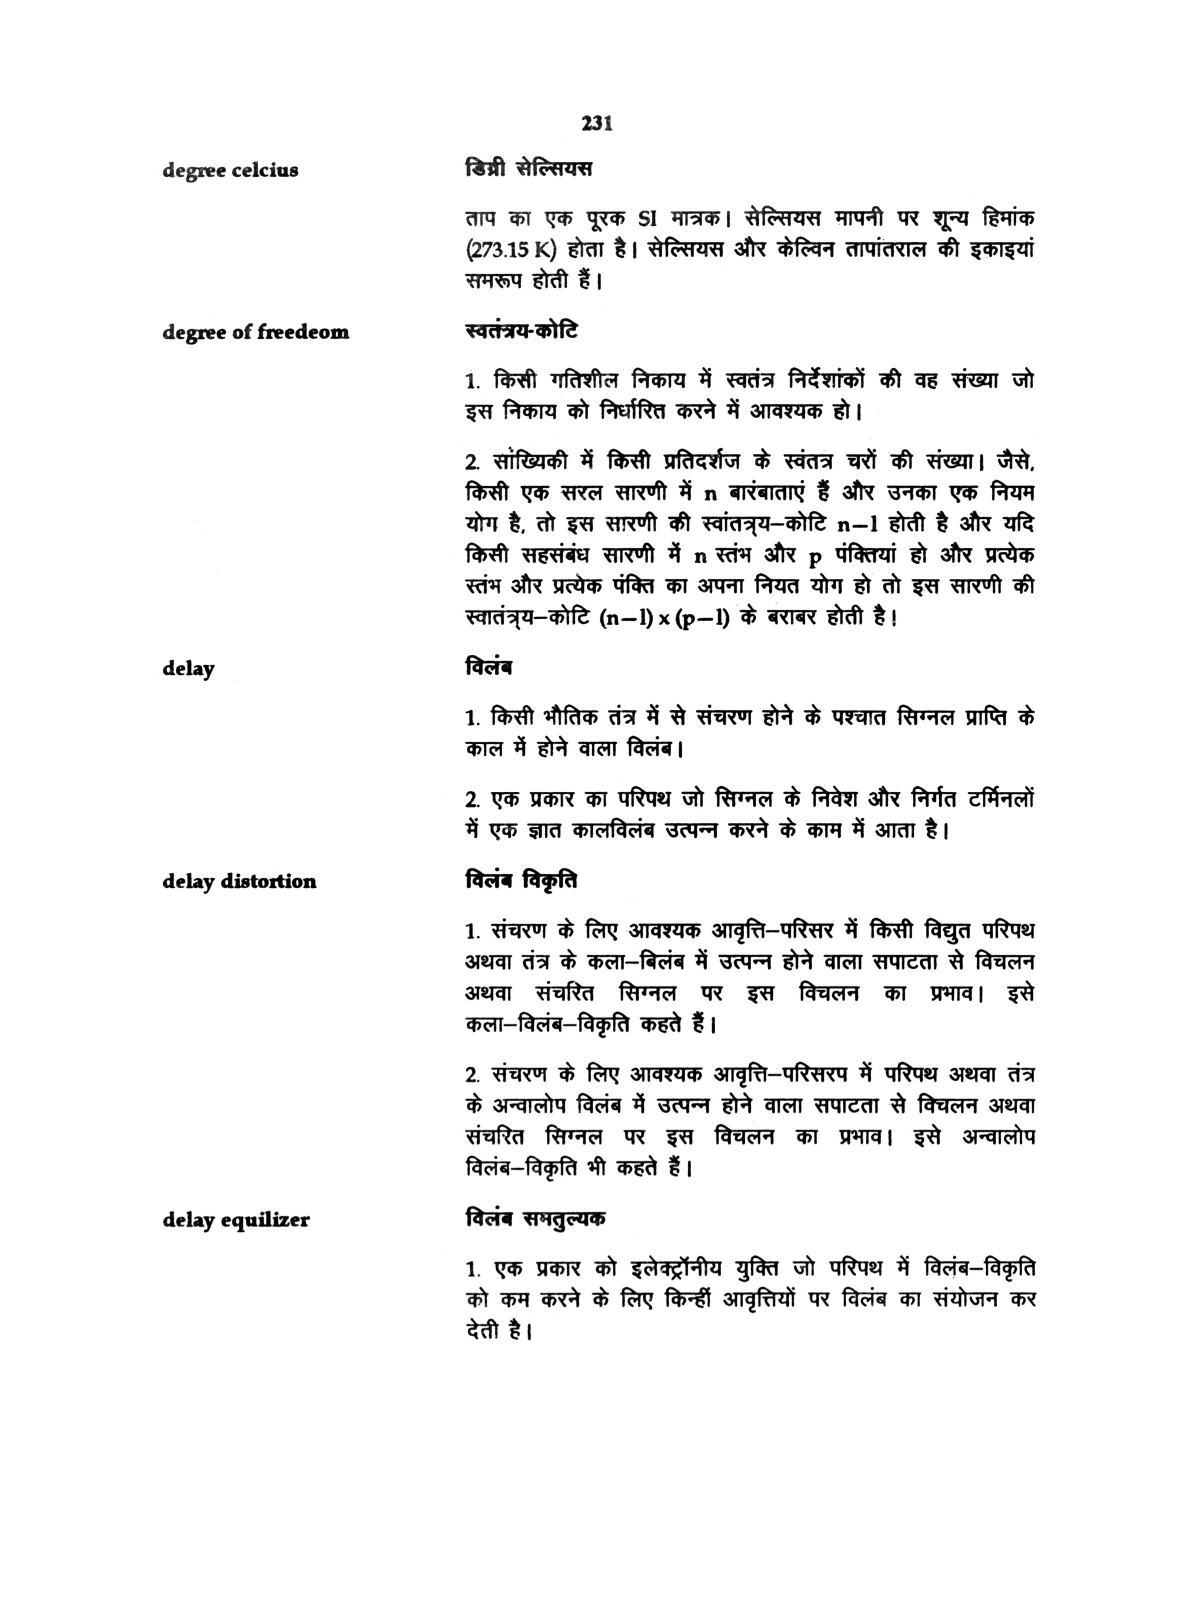 231
degree celcius डिग्री सेल्सियस
ताप का एक पूरक SI मात्रक। सेल्सियस मापनी पर शून्य हिमांक
(273.15 K) होता है। सेल्सियस और केल्विन तापांतराल की इकाइयां
समरूप होती हैं।
degree of freedeom स्वतंत्रय-कोटि
1. किसी गतिशील निकाय में स्वतंत्र निर्देशांकों की वह संख्या जो
इस निकाय को निर्धारित करने में आवश्यक हो।
2. सांख्यिकी में किसी प्रतिदर्शज के स्वंतत्र चरों की संख्या। जैसे,
किसी एक सरल सारणी में n बारंबाताएं हैं और उनका एक नियम
योग है, तो इस सारणी की स्वांतत्र्य–कोटि n–1 होती है और यदि
किसी सहसंबंध सारणी में n स्तंभ और p पंक्तियां हो और प्रत्येक
स्तंभ और प्रत्येक पंक्ति का अपना नियत योग हो तो इस सारणी की
स्वातंत्र्य–कोटि (n–1) x (p–1) के बराबर होती है।
delay विलंब
1. किसी भौतिक तंत्र में से संचरण होने के पश्चात सिग्नल प्राप्ति के
काल में होने वाला विलंब।
2. एक प्रकार का परिपथ जो सिग्नल के निवेश और निर्गत टर्मिनलों
में एक ज्ञात कालविलंब उत्पन्न करने के काम में आता है।
delay distortion विलंब विकृति
1. संचरण के लिए आवश्यक आवृत्ति–परिसर में किसी विद्युत परिपथ
अथवा तंत्र के कला–बिलंब में उत्पन्न होने वाला सपाटता से विचलन
अथवा संचरित सिग्नल पर इस विचलन का प्रभाव। इसे
कला–विलंब–विकृति कहते हैं।
2. संचरण के लिए आवश्यक आवृत्ति–परिसरप में परिपथ अथवा तंत्र
के अन्वालोप विलंब में उत्पन्न होने वाला सपाटता से विचलन अथवा
संचरित सिग्नल पर इस विचलन का प्रभाव। इसे अन्वालोप
विलंब–विकृति भी कहते हैं।
delay equilizer विलंब समतुल्यक
1. एक प्रकार को इलेक्ट्रॉनीय युक्ति जो परिपथ में विलंब–विकृति
को कम करने के लिए किन्हीं आवृत्तियों पर विलंब का संयोजन कर
देती है।